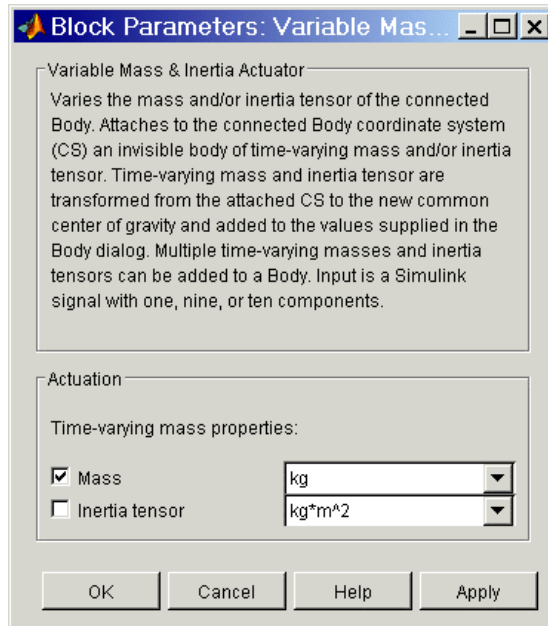 Block Parameters: Variable Mas...
Variable Mass & Inertia Actuator
Varies the mass and/or inertia tensor of the connected
Body. Attaches to the connected Body coordinate system
(CS) an invisible body of time-varying mass and/or inertia
tensor. Time-varying mass and inertia tensor are
transformed from the attached CS to the new common
center of gravity and added to the values supplied in the
Body dialog. Multiple time-varying masses and inertia
tensors can be added to a Body. Input is a Simulink
signal with one, nine, or ten components.
Actuation
Time-varying mass properties:
Mass kg
Inertia tensor kg*m^2
OK Cancel Help Apply